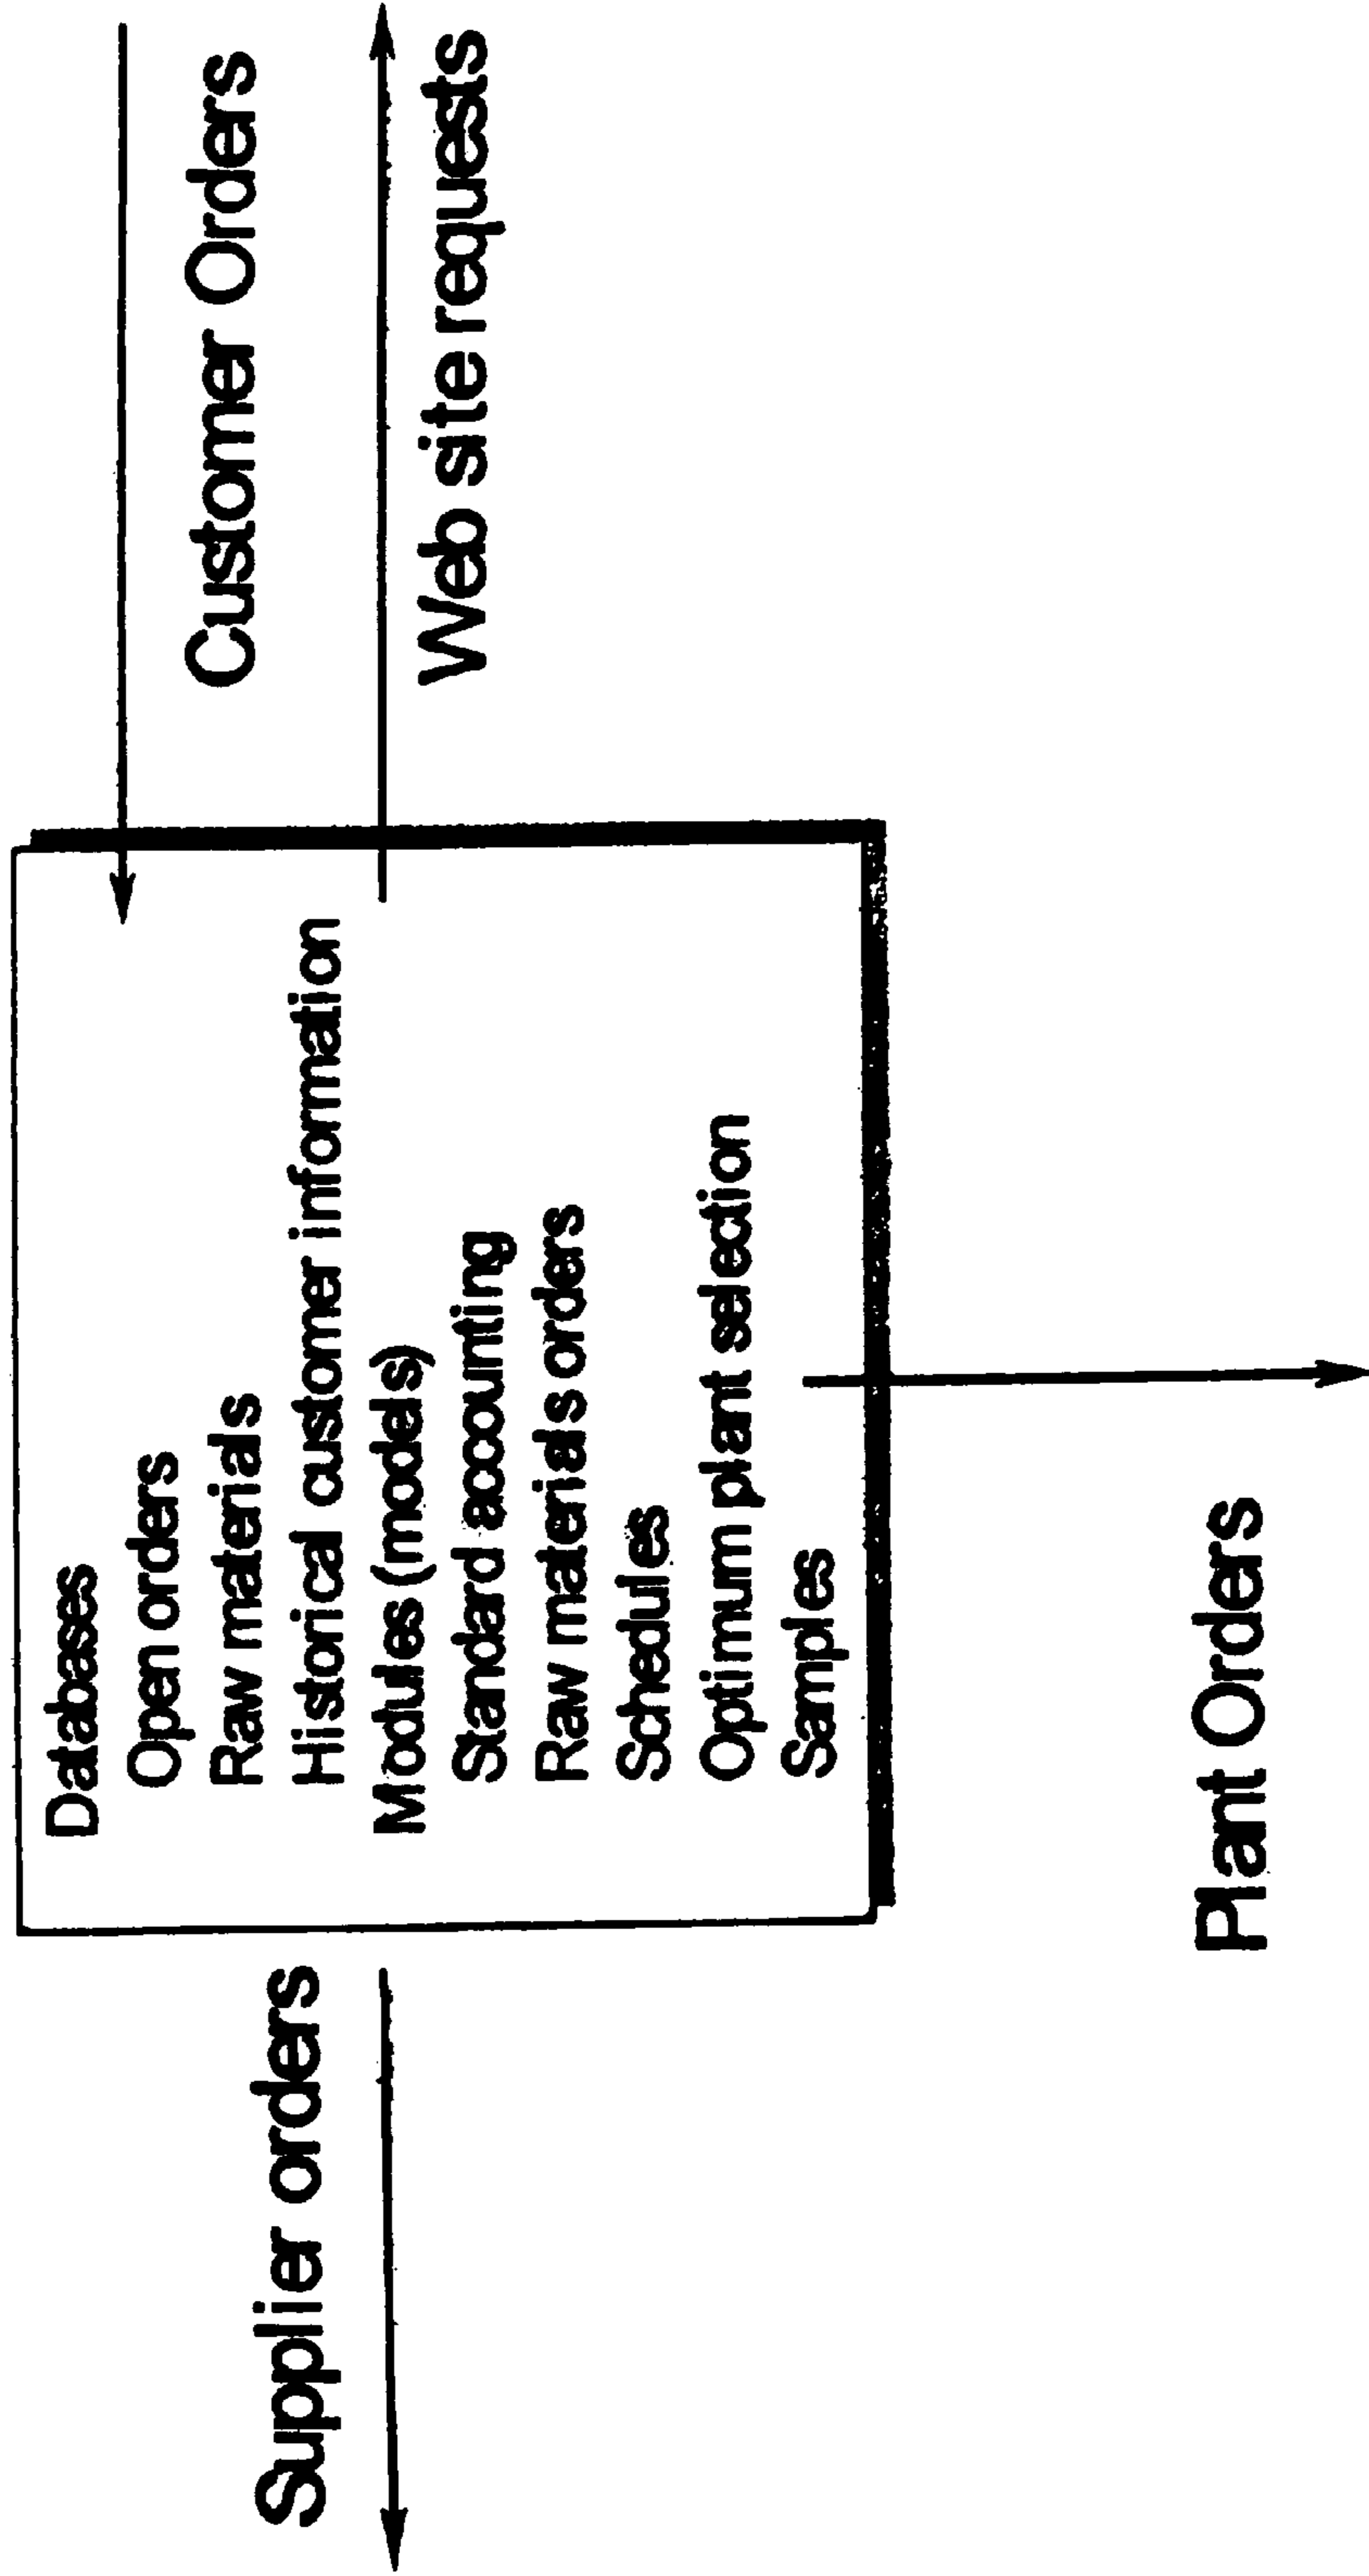 Databases
Open orders
Raw materials
Historical customer information
Modules (models)
Standard accounting
Raw materials orders
Schedules
Optimum plant selection
Samples
Supplier orders
Customer Orders
Web site requests
Plant Orders